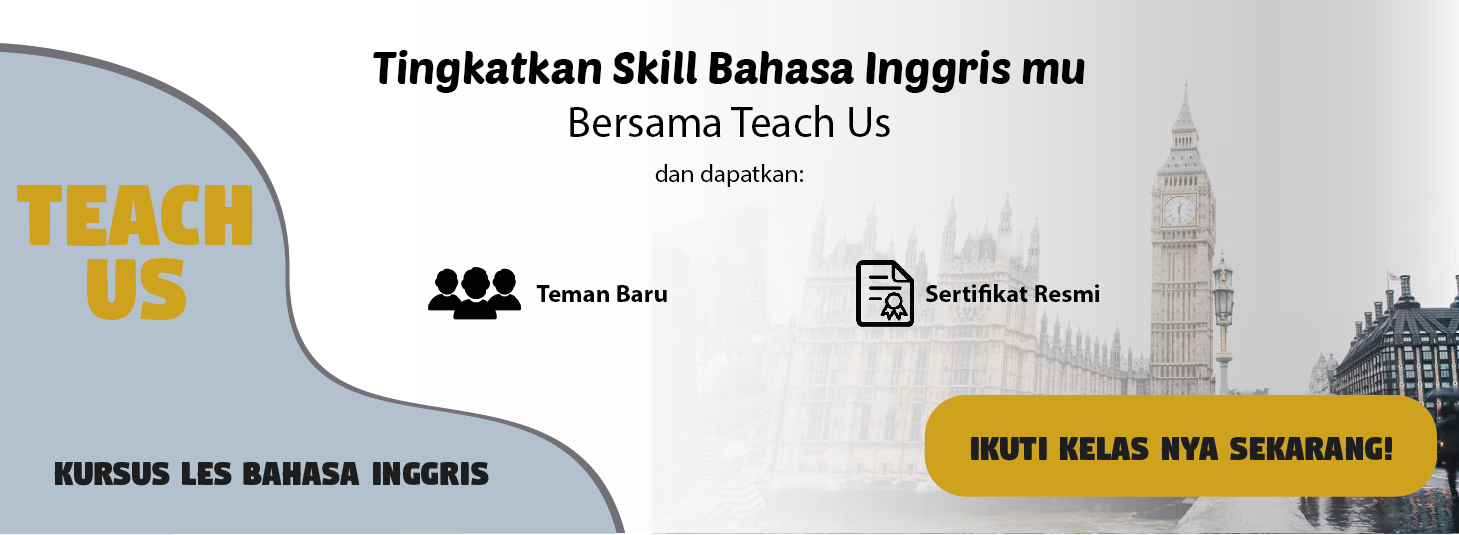 Tingkatkan Skill Bahasa Inggris mu
Bersama Teach Us
dan dapatkan:
TEACH
US
Teman Baru
Sertifikat Resmi
IKUTI KELAS NYA SEKARANG!
KURSUS LES BAHASA INGGRIS